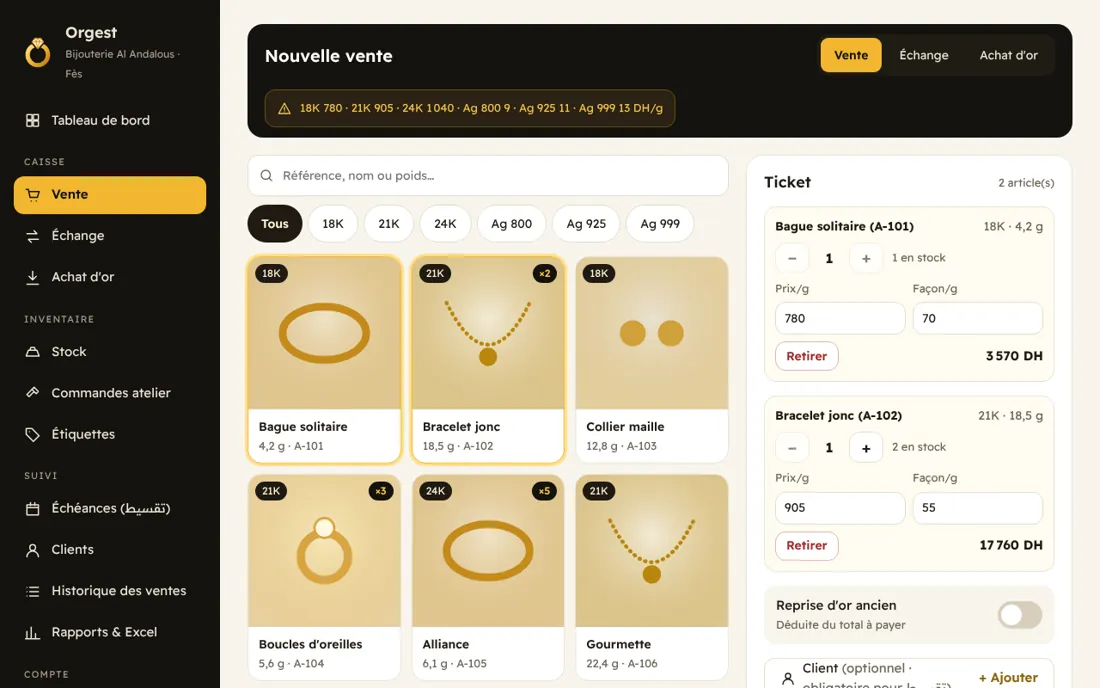 Orgest
Bijouterie Al Andalous ·
Fès
Tableau de bord
CAISSE
Vente
Échange
Achat d'or
INVENTAIRE
Stock
Commandes atelier
Étiquettes
SUIVI
Échéances (تقسيط)
Clients
Historique des ventes
Rapports & Excel
COMPTE
Nouvelle vente
Vente
Échange
Achat d'or
18K 780 · 21K 905 · 24K 1 040 · Ag 800 9 · Ag 925 11 · Ag 999 13 DH/g
Référence, nom ou poids…
Tous
18K
21K
24K
Ag 800
Ag 925
Ag 999
18K
Bague solitaire
4,2 g · A-101
21K
×2
Bracelet jonc
18,5 g · A-102
18K
Collier maille
12,8 g · A-103
21K
×3
Boucles d'oreilles
5,6 g · A-104
24K
×5
Alliance
6,1 g · A-105
21K
Gourmette
22,4 g · A-106
Ticket
2 article(s)
Bague solitaire (A-101)
18K · 4,2 g
− 1 + 1 en stock
Prix/g
Façon/g
780
70
Retirer
3 570 DH
Bracelet jonc (A-102)
21K · 18,5 g
− 1 + 2 en stock
Prix/g
Façon/g
905
55
Retirer
17 760 DH
Reprise d'or ancien
Déduite du total à payer
Client (optionnel ·
obligatoire pour le
+ Ajouter